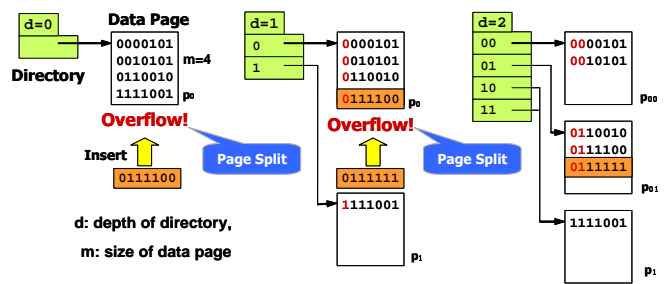 d=0
Directory
Data Page
0000101
0010101
0110010
1111001
m=4
p0
Overflow!
Insert
0111100
Page Split
d: depth of directory,
m: size of data page
d=1
0
1
0000101
0010101
0110010
0111100
p0
Overflow!
0111111
Page Split
1111001
p1
d=2
00
01
10
11
0000101
0010101
p00
0110010
0111100
0111111
p01
1111001
p1